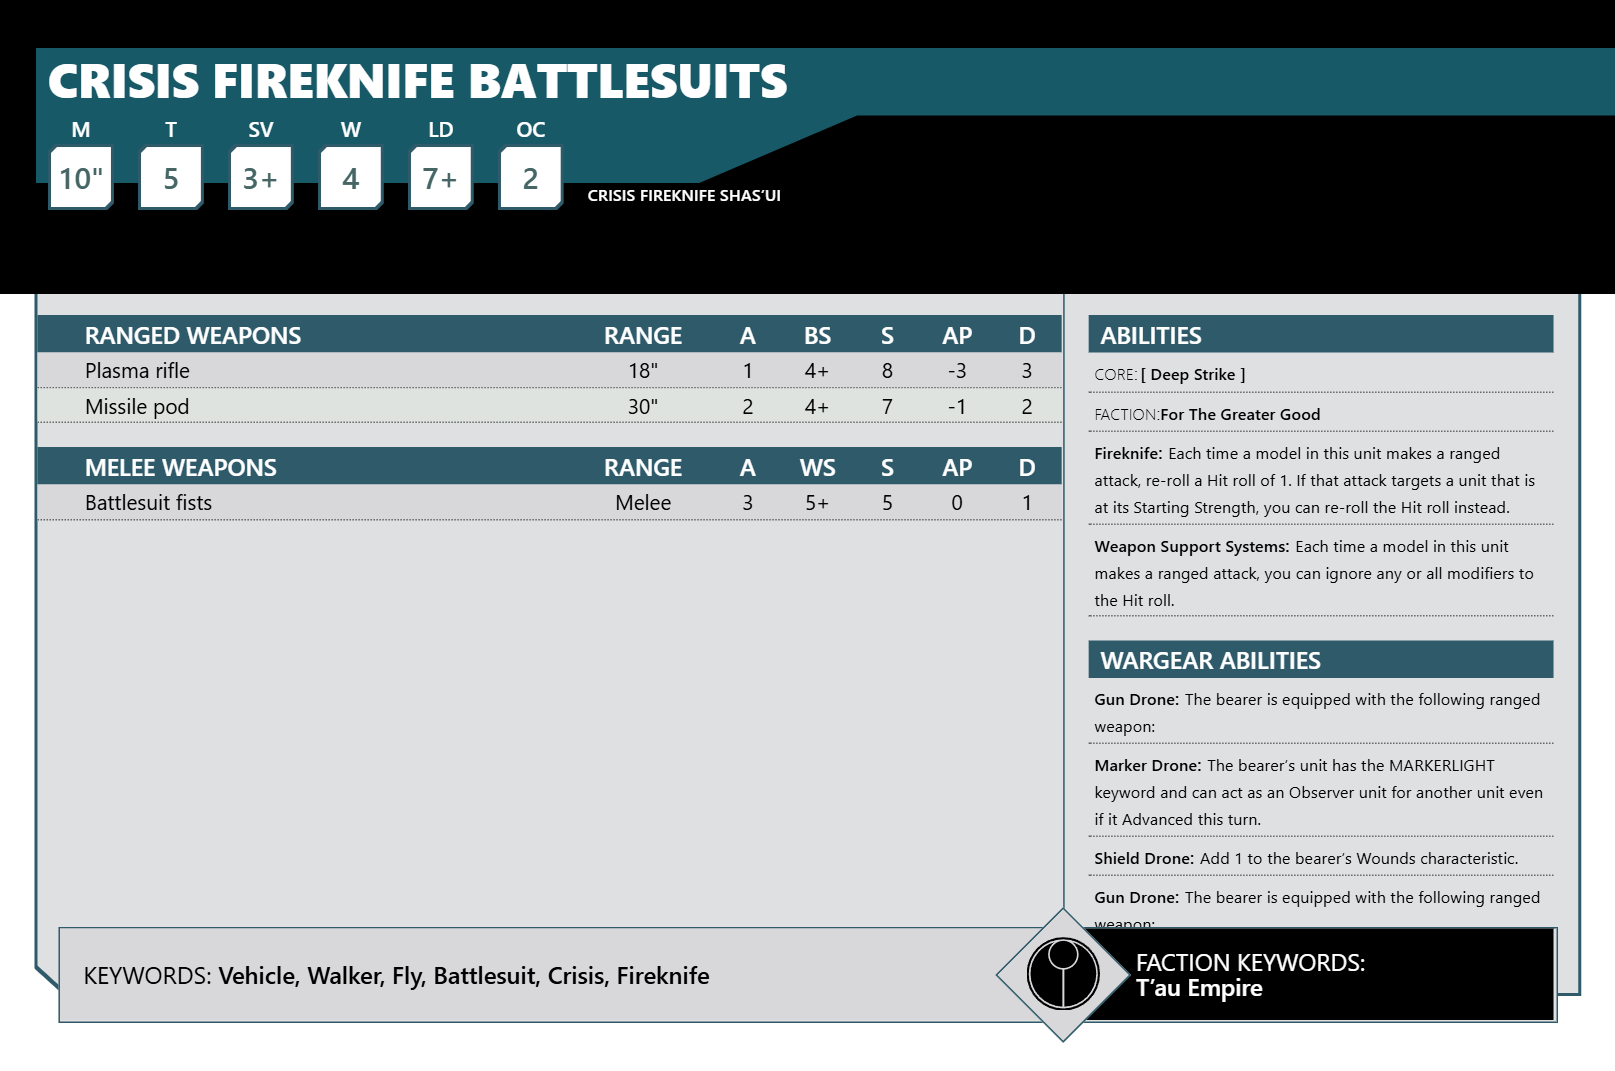 CRISIS FIREKNIFE BATTLESUITS
M T SV W LD OC
10" 5 3+ 4 7+ 2
CRISIS FIREKNIFE SHAS'UI
RANGED WEAPONS RANGE A BS S AP D
Plasma rifle 18" 1 4+ 8 -3 3
Missile pod 30" 2 4+ 7 -1 2
MELEE WEAPONS RANGE A WS S AP D
Battlesuit fists Melee 3 5+ 5 0 1
ABILITIES
CORE: [ Deep Strike ]
FACTION:For The Greater Good
Fireknife: Each time a model in this unit makes a ranged
attack, re-roll a Hit roll of 1. If that attack targets a unit that is
at its Starting Strength, you can re-roll the Hit roll instead.
Weapon Support Systems: Each time a model in this unit
makes a ranged attack, you can ignore any or all modifiers to
the Hit roll.
WARGEAR ABILITIES
Gun Drone: The bearer is equipped with the following ranged
weapon:
Marker Drone: The bearer's unit has the MARKERLIGHT
keyword and can act as an Observer unit for another unit even
if it Advanced this turn.
Shield Drone: Add 1 to the bearer's Wounds characteristic.
Gun Drone: The bearer is equipped with the following ranged
weapon:
KEYWORDS: Vehicle, Walker, Fly, Battlesuit, Crisis, Fireknife
FACTION KEYWORDS:
T'au Empire